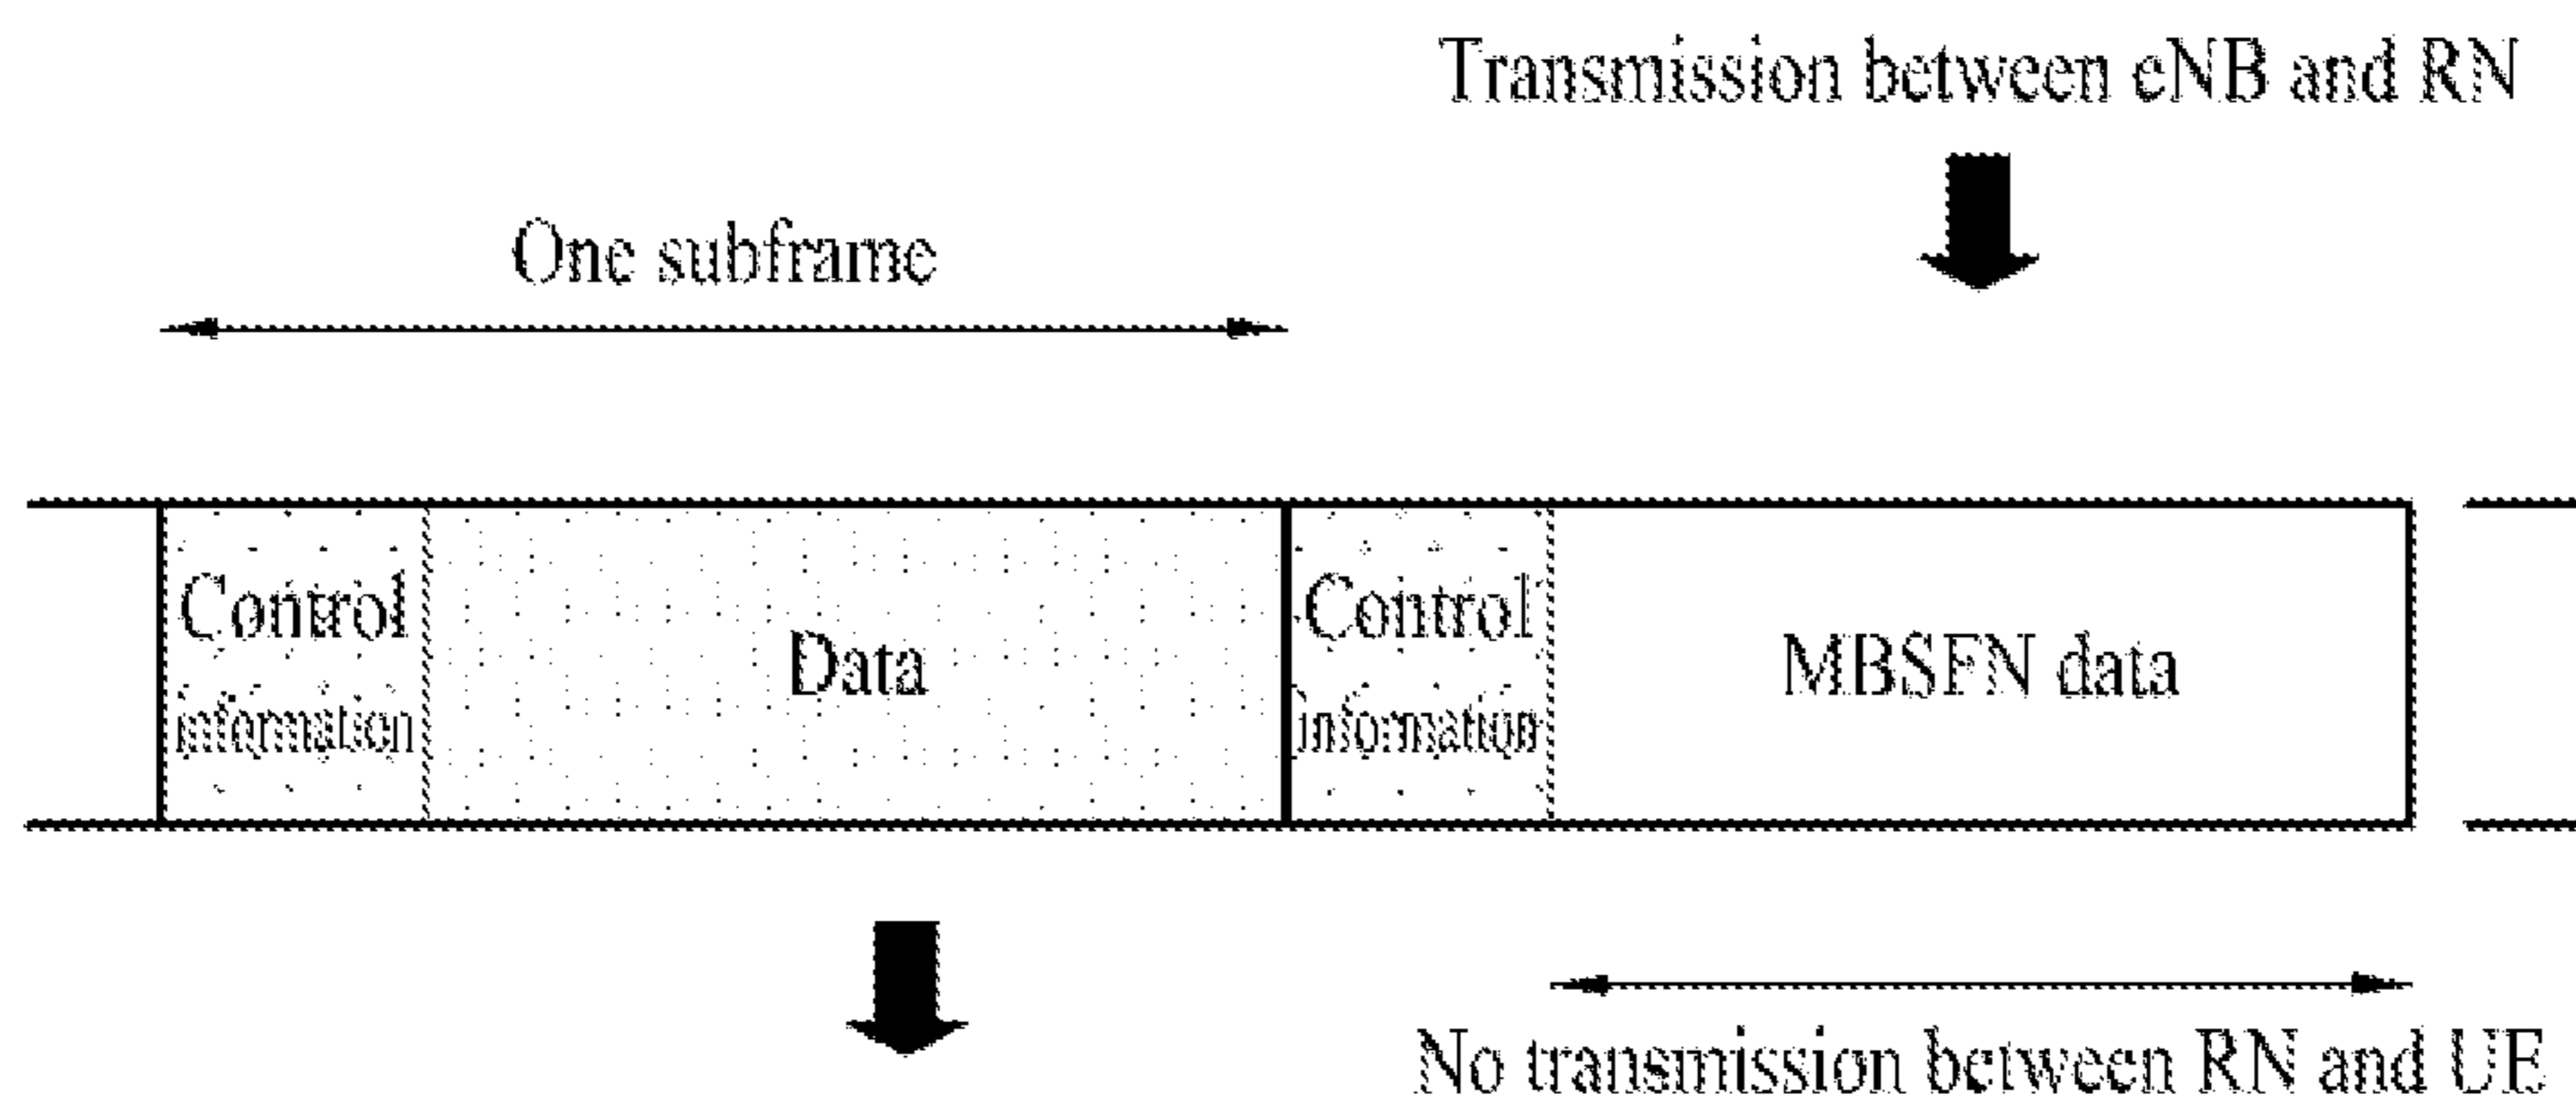 Transmission between eNB and RN
One subframe
Control
information
Data
Control
information
MBSFN data
No transmission between RN and UE